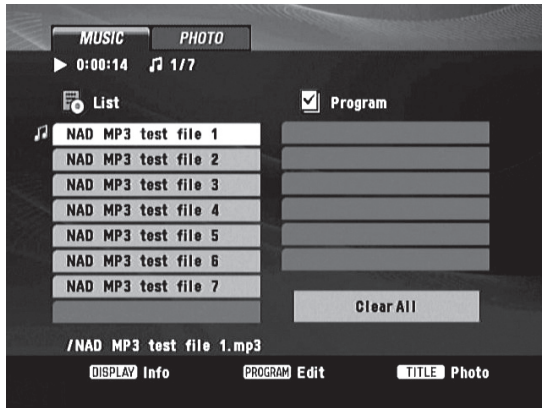 MUSIC PHOTO
0:00:14 1/7
List
Program
NAD MP3 test file 1
NAD MP3 test file 2
NAD MP3 test file 3
NAD MP3 test file 4
NAD MP3 test file 5
NAD MP3 test file 6
NAD MP3 test file 7
Clear All
/NAD MP3 test file 1.mp3
DISPLAY Info PROGRAM Edit TITLE Photo